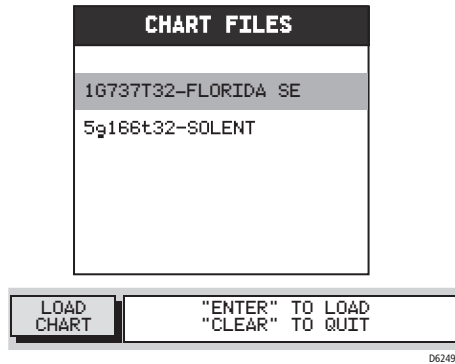 CHART FILES
1G737T32-FLORIDA SE
5g166t32-SOLENT
LOAD
CHART
"ENTER" TO LOAD
"CLEAR" TO QUIT
D6249